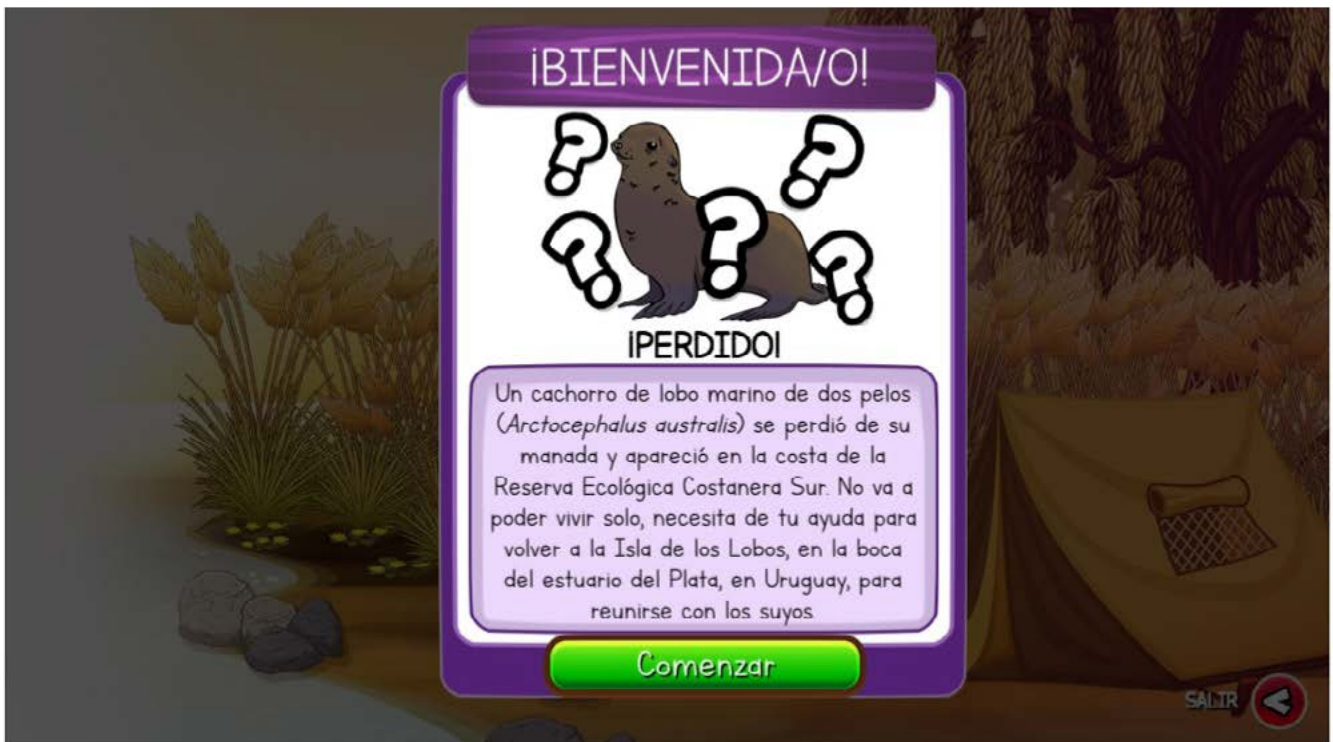 ¡BIENVENIDA/O!
¡PERDIDO!
Un cachorro de lobo marino de dos pelos
(Arctocephalus australis) se perdió de su
manada y apareció en la costa de la
Reserva Ecológica Costanera Sur. No va a
poder vivir solo, necesita de tu ayuda para
volver a la Isla de los Lobos, en la boca
del estuario del Plata, en Uruguay, para
reunirse con los suyos
Comenzar
SALIR